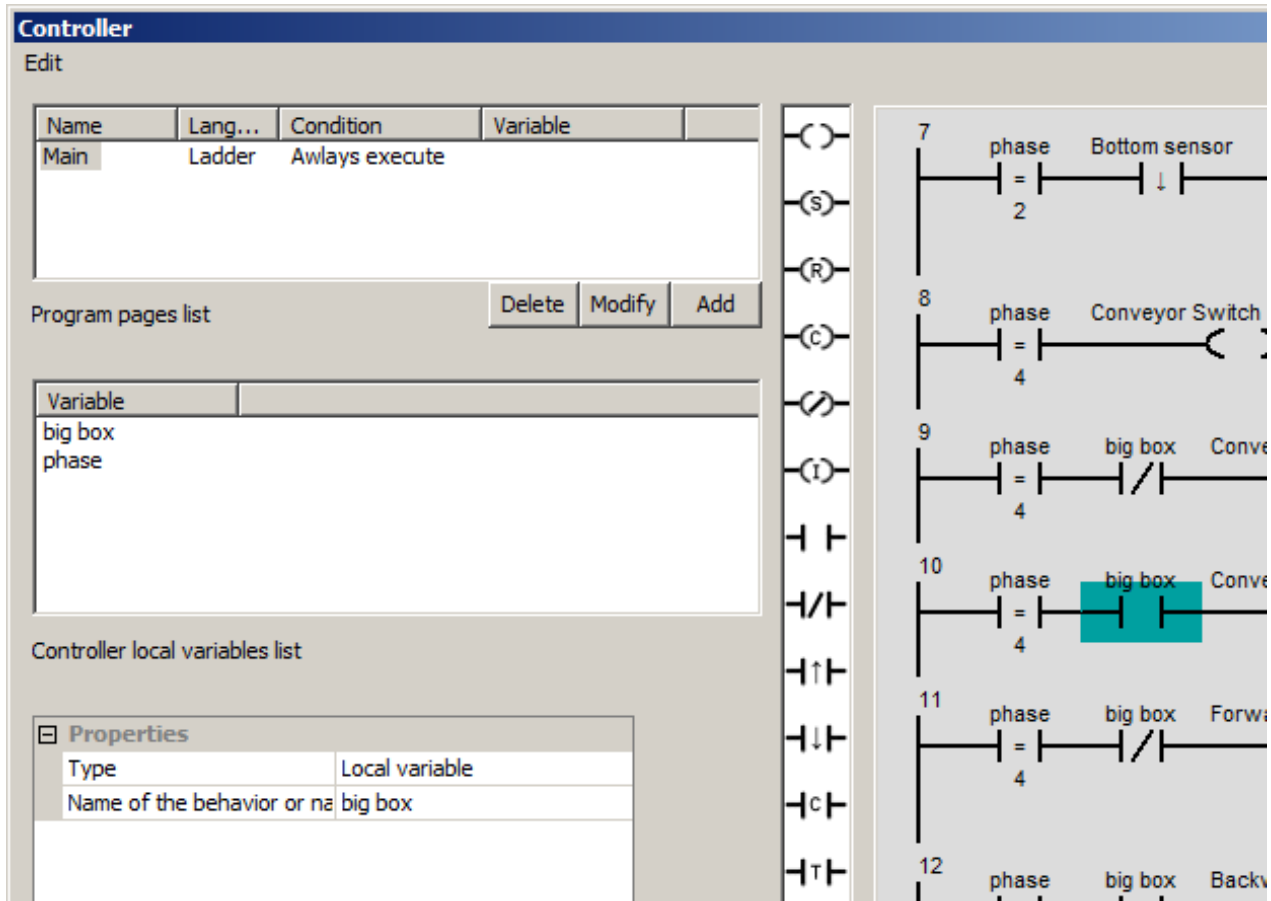 Controller
Edit
Name Lang... Condition Variable
Main Ladder Awlays execute
Program pages list
Delete Modify Add
Variable
big box
phase
Controller local variables list
Properties
Type Local variable
Name of the behavior or na big box
S
R
C
I
C
T
7
phase Bottom sensor
=
2
8
phase Conveyor Switch
=
4
9
phase big box Conve
=
4
10
phase big box Conve
=
4
11
phase big box Forwa
=
4
12
phase big box Backw